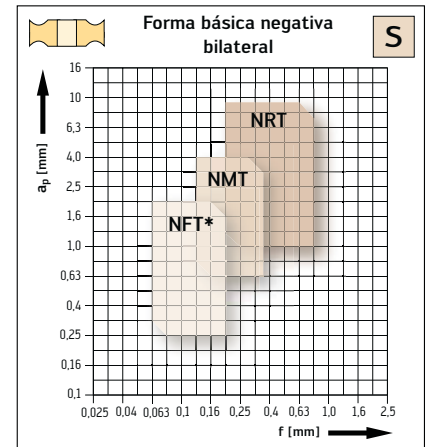 Forma básica negativa
bilateral
S
16
10
6,3
4,0
2,5
1,6
1,0
0,63
0,4
0,25
0,16
0,1
ap [mm]
NRT
NMT
NFT*
0,025 0,04 0,063 0,1 0,16 0,25 0,4 0,63 1,0 1,6 2,5
f [mm]